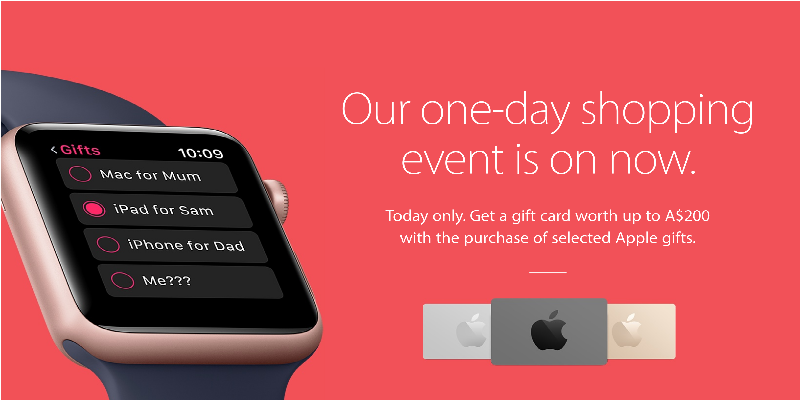 Gifts 10:09
Mac for Mum
iPad for Sam
iPhone for Dad
Me???
Our one-day shopping
event is on now.
Today only. Get a gift card worth up to A$200
with the purchase of selected Apple gifts.